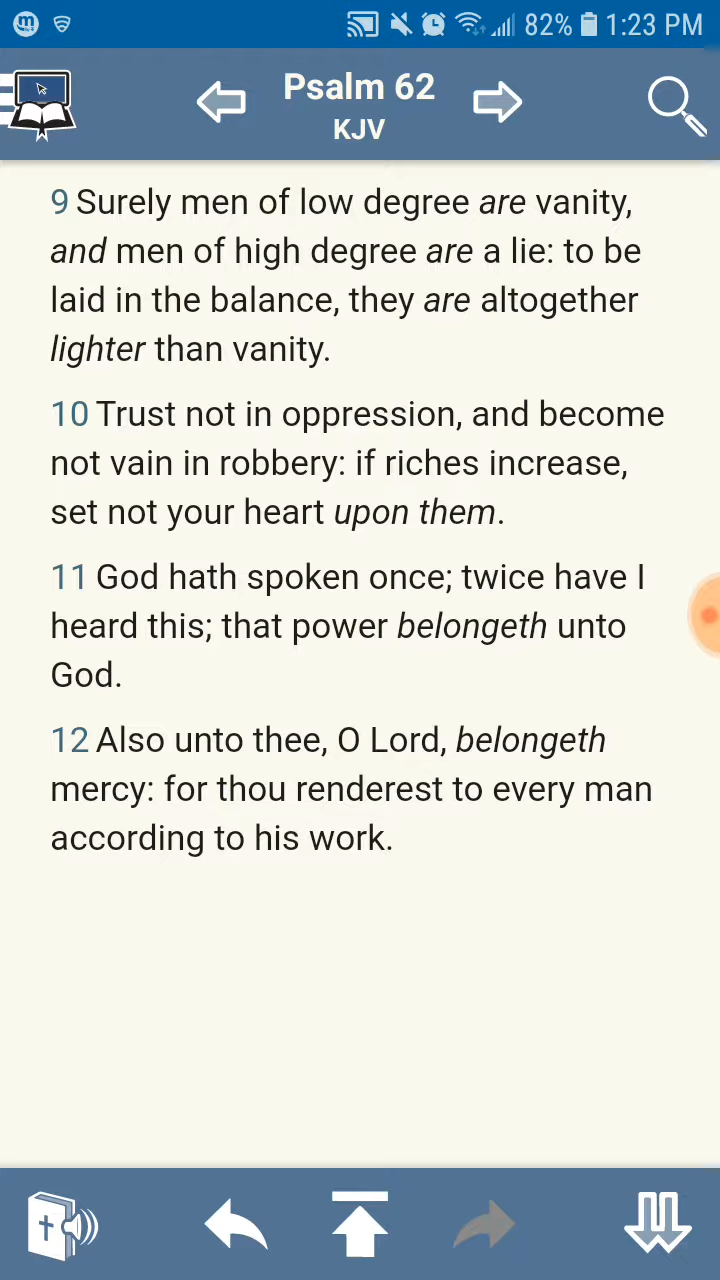 82% 1:23 PM
Psalm 62
KJV
9 Surely men of low degree are vanity,
and men of high degree are a lie: to be
laid in the balance, they are altogether
lighter than vanity.
10 Trust not in oppression, and become
not vain in robbery: if riches increase,
set not your heart upon them.
11 God hath spoken once; twice have I
heard this; that power belongeth unto
God.
12 Also unto thee, O Lord, belongeth
mercy: for thou renderest to every man
according to his work.